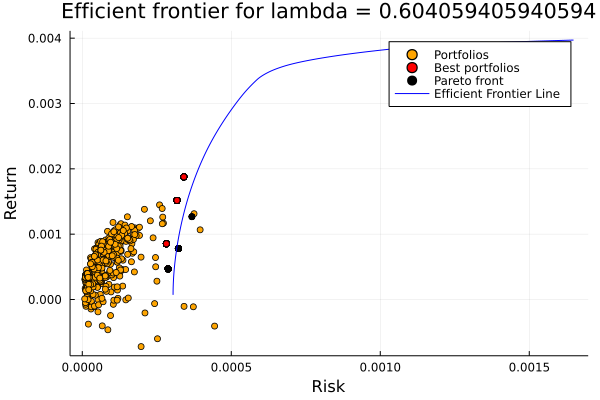 Efficient frontier for lambda = 0.604059405940594
0.004
0.003
0.002
0.001
0.000
Return
Portfolios
Best portfolios
Pareto front
Efficient Frontier Line
0.0000 0.0005 0.0010 0.0015
Risk